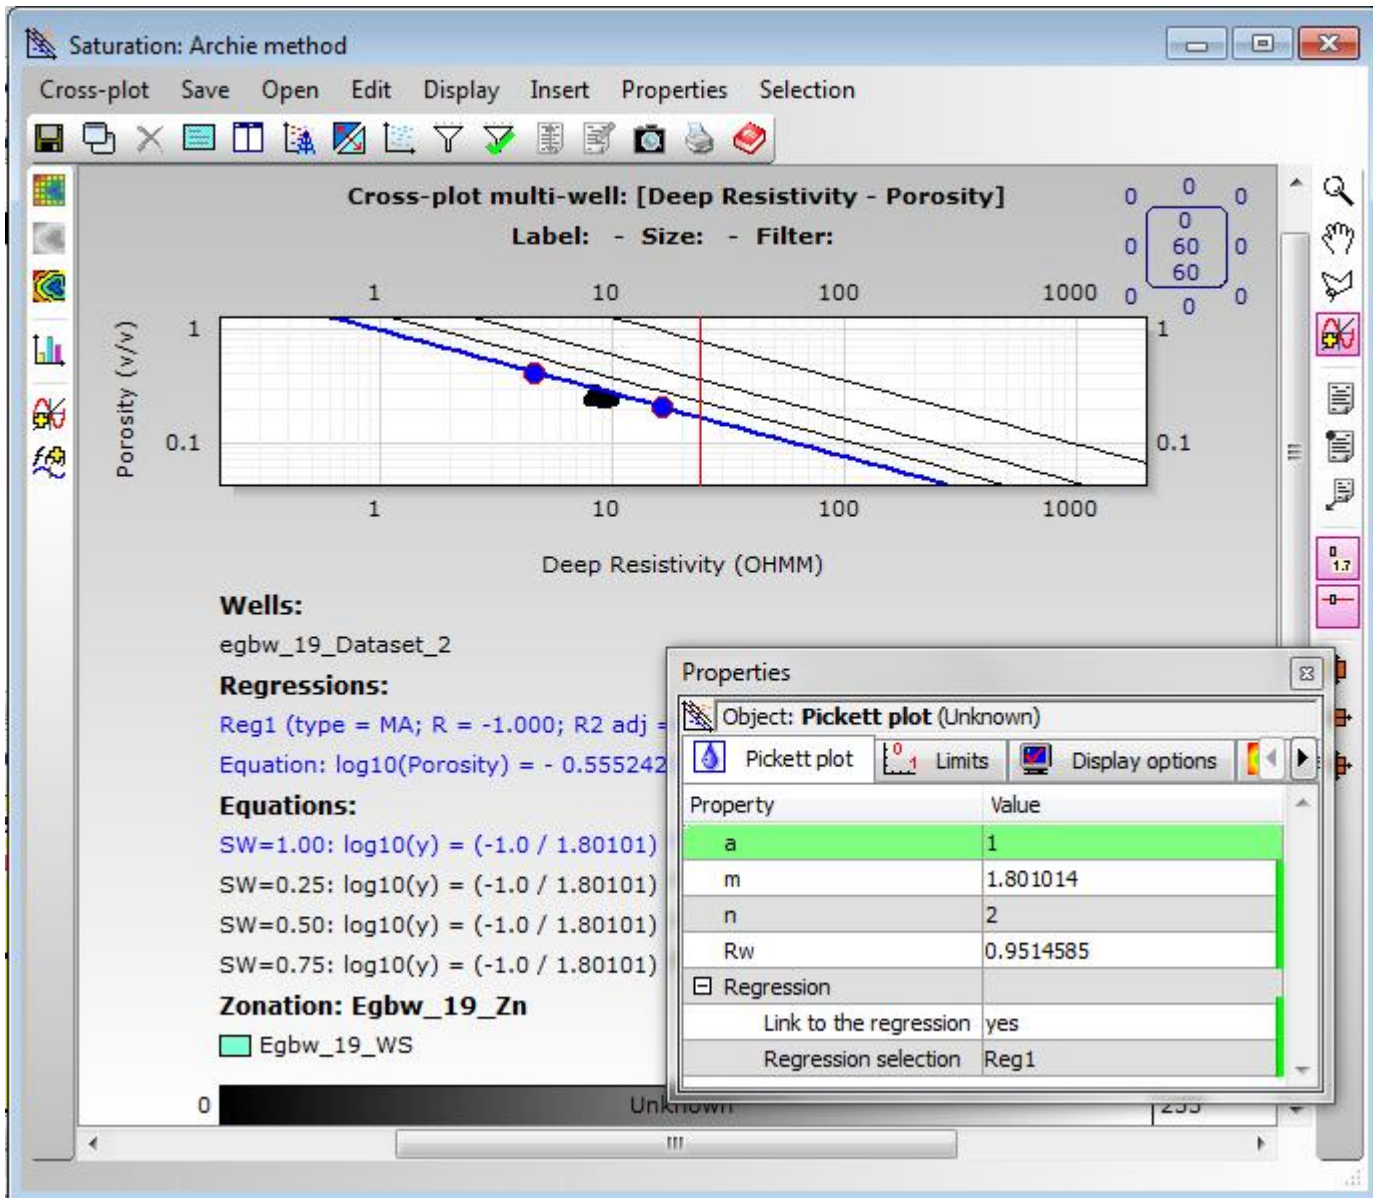 Saturation: Archie method
Cross-plot Save Open Edit Display Insert Properties Selection
Cross-plot multi-well: [Deep Resistivity - Porosity]
Label: - Size: - Filter:
0 0 0
0
0 60 0
60
0 0 0
1 10 100 1000
1 1
Porosity (v/v)
0.1 0.1
1 10 100 1000
Deep Resistivity (OHMM)
1.7
Wells:
egbw_19_Dataset_2
Regressions:
Reg1 (type = MA; R = -1.000; R2 adj =
Equation: log10(Porosity) = - 0.555242
Equations:
SW=1.00: log10(y) = (-1.0 / 1.80101)
SW=0.25: log10(y) = (-1.0 / 1.80101)
SW=0.50: log10(y) = (-1.0 / 1.80101)
SW=0.75: log10(y) = (-1.0 / 1.80101)
Zonation: Egbw_19_Zn
Egbw_19_WS
0 Unknown
Properties
Object: Pickett plot (Unknown)
Pickett plot Limits Display options
Property Value
a 1
m 1.801014
n 2
Rw 0.9514585
Regression
Link to the regression yes
Regression selection Reg1